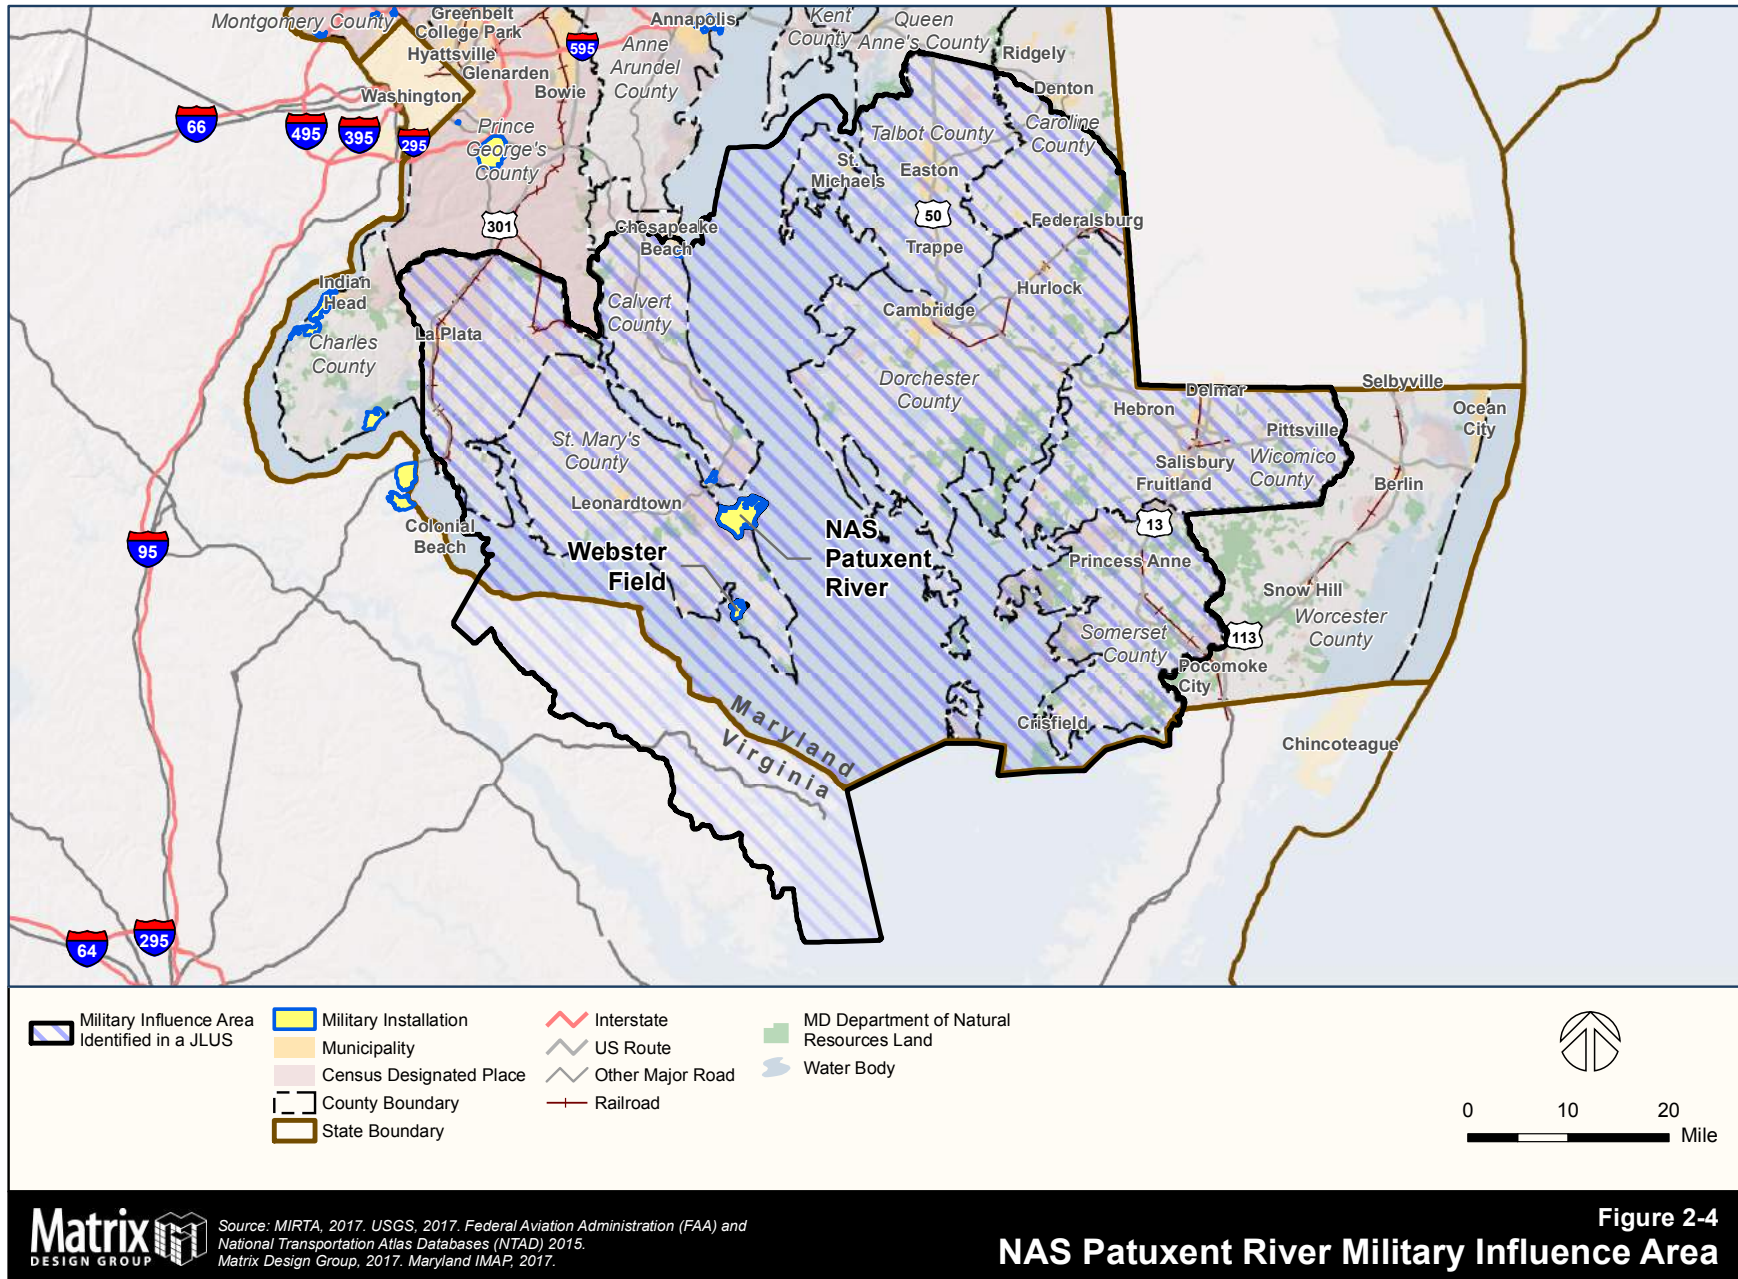 Montgomery County
Greenbelt
College Park
Hyattsville
Glenarden
Bowie
Washington
Annapolis
Anne
Arundel
County
Kent
County
Queen
Anne's County
Ridgely
Denton
Caroline
County
Talbot County
St.
Michaels
Easton
Federalsburg
Trappe
Prince
George's
County
Chesapeake
Beach
Indian
Head
Charles
County
La Plata
Calvert
County
Cambridge
Hurlock
Dorchester
County
Delmar
Selbyville
Hebron
Ocean
City
Pittsville
Salisbury
Wicomico
County
Fruitland
Berlin
St. Mary's
County
Leonardtown
Colonial
Beach
Webster
Field
NAS
Patuxent
River
Princess Anne
Snow Hill
Worcester
County
Somerset
County
Pocomoke
City
Crisfield
Chincoteague
Maryland
Virginia
66
495
395
295
595
301
50
13
113
95
64
295
Military Influence Area
Identified in a JLUS
Military Installation
Municipality
Census Designated Place
County Boundary
State Boundary
Interstate
US Route
Other Major Road
Railroad
MD Department of Natural
Resources Land
Water Body
0 10 20
Mile
Matrix
DESIGN GROUP
Source: MIRTA, 2017. USGS, 2017. Federal Aviation Administration (FAA) and
National Transportation Atlas Databases (NTAD) 2015.
Matrix Design Group, 2017. Maryland IMAP, 2017.
Figure 2-4
NAS Patuxent River Military Influence Area